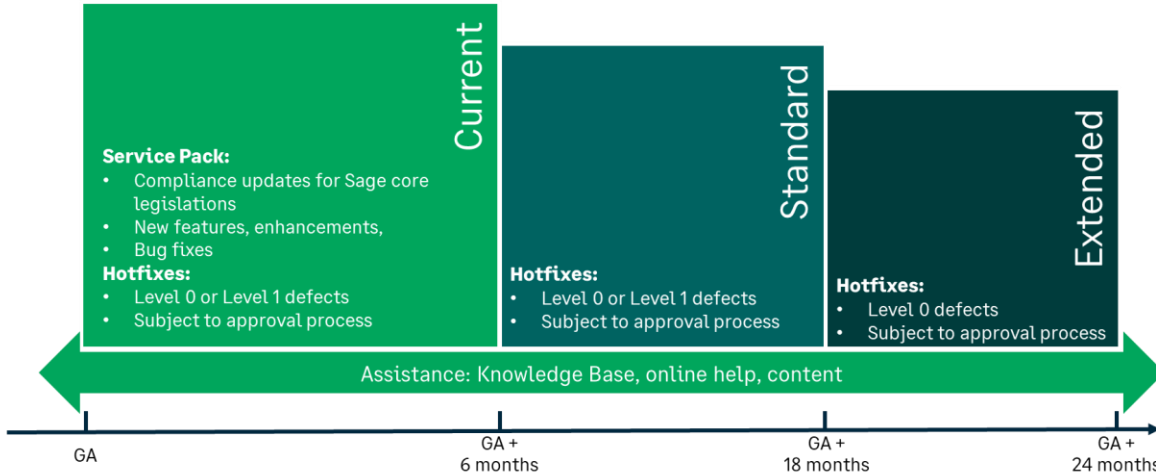 Current
Service Pack:
• Compliance updates for Sage core
legislations
• New features, enhancements,
• Bug fixes
Hotfixes:
• Level 0 or Level 1 defects
• Subject to approval process
Standard
Hotfixes:
• Level 0 or Level 1 defects
• Subject to approval process
Extended
Hotfixes:
• Level 0 defects
• Subject to approval process
Assistance: Knowledge Base, online help, content
GA
GA +
6 months
GA +
18 months
GA +
24 months